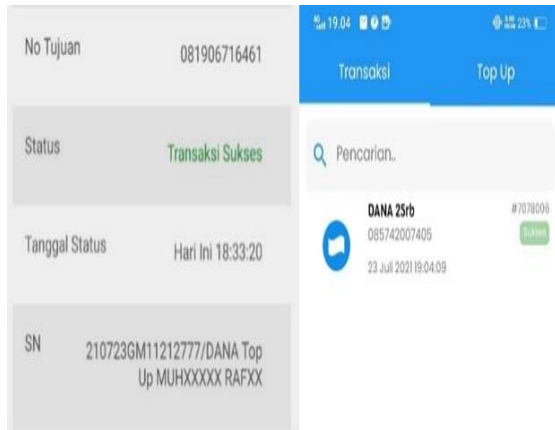 No Tujuan
081906716461
Status
Transaksi Sukses
Tanggal Status
Hari Ini 18:33:20
SN
210723GM11212777/DANA Top
Up MUHXXXXX RAFXX
19.04
23%
Transaksi
Top Up
Pencarian..
DANA 25rb
#7078006
085742007405
Sukses
23 Juli 2021 19:04:09